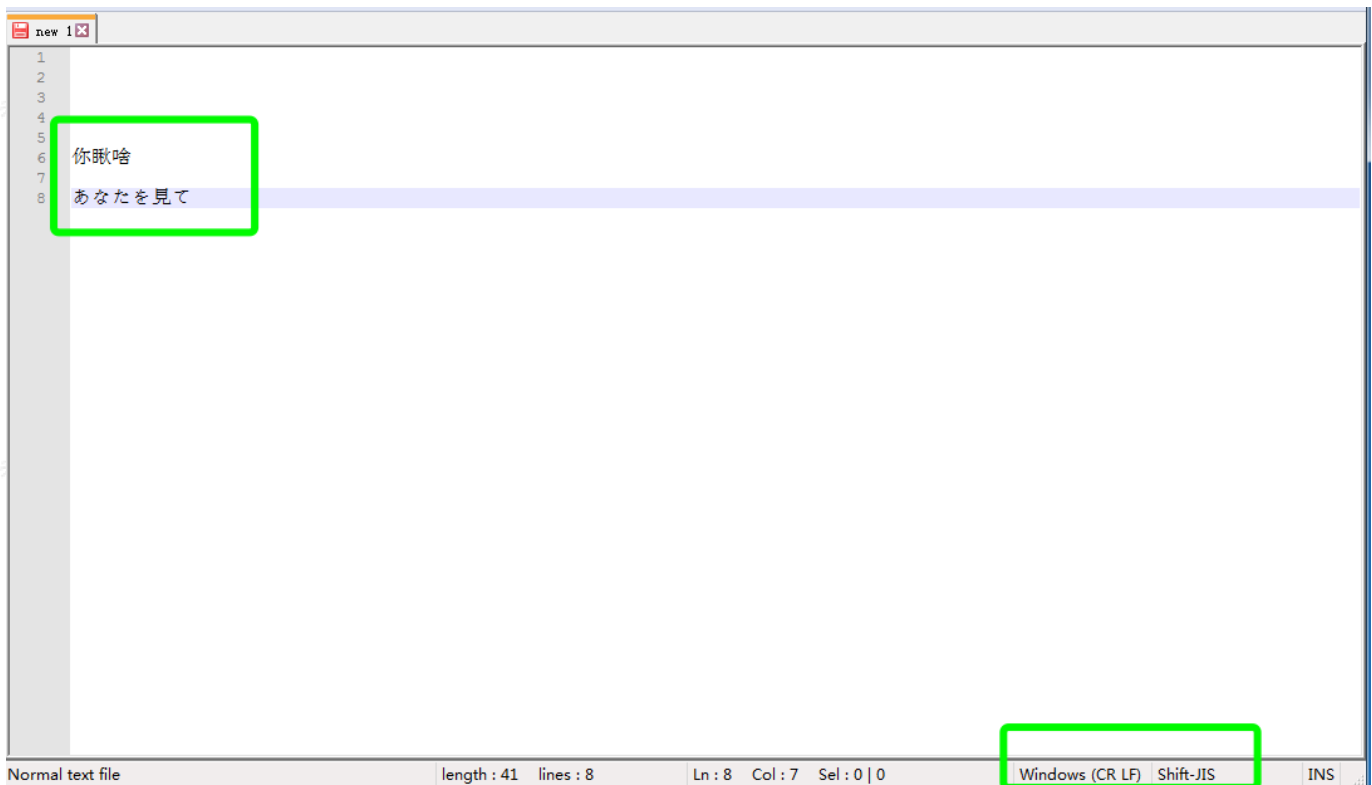 new 1
1
2
3
4
5
6 你瞅啥
7
8 あなたを見て
Normal text file length : 41 lines : 8 Ln : 8 Col : 7 Sel : 0 | 0 Windows (CR LF) Shift-JIS INS